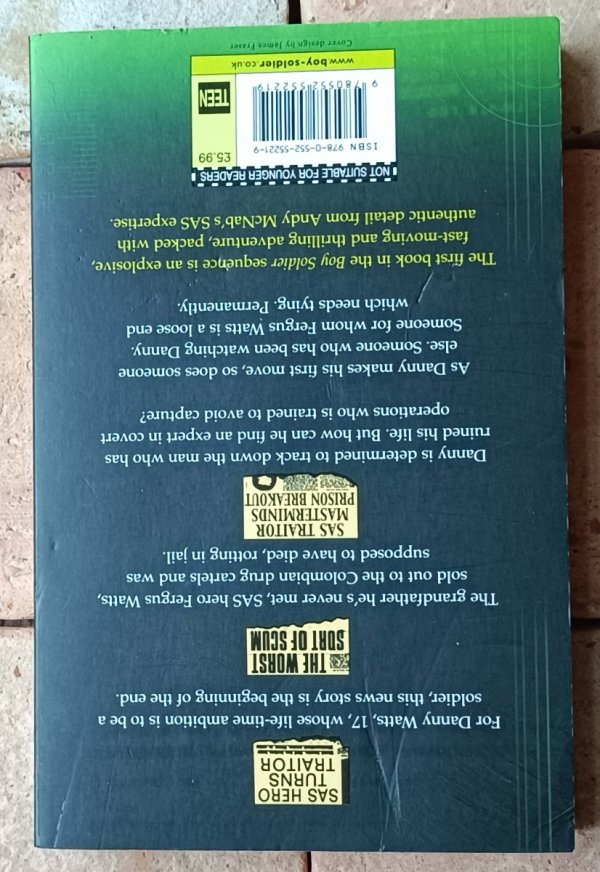 SAS HERO
TURNS
TRAITOR
For Danny Watts, 17, whose life-time ambition is to be a
soldier, this news story is the beginning of the end.
THE WORST
SORT OF SCUM
The grandfather he's never met, SAS hero Fergus Watts,
sold out to the Colombian drug cartels and was
supposed to have died, rotting in jail.
SAS TRAITOR
MASTERMINDS
PRISON BREAKOUT
Danny is determined to track down the man who has
ruined his life. But how can he find an expert in covert
operations who is trained to avoid capture?
As Danny makes his first move, so does someone
else. Someone who has been watching Danny.
Someone for whom Fergus Watts is a loose end
which needs tying. Permanently.
The first book in the Boy Soldier sequence is an explosive,
fast-moving and thrilling adventure, packed with
authentic detail from Andy McNab's SAS expertise.
NOT SUITABLE FOR YOUNGER READERS
£5.99
TEEN
ISBN 978-0-552-55221-9
9 780552 552219
www.boy-soldier.co.uk
Cover design by James Fraser